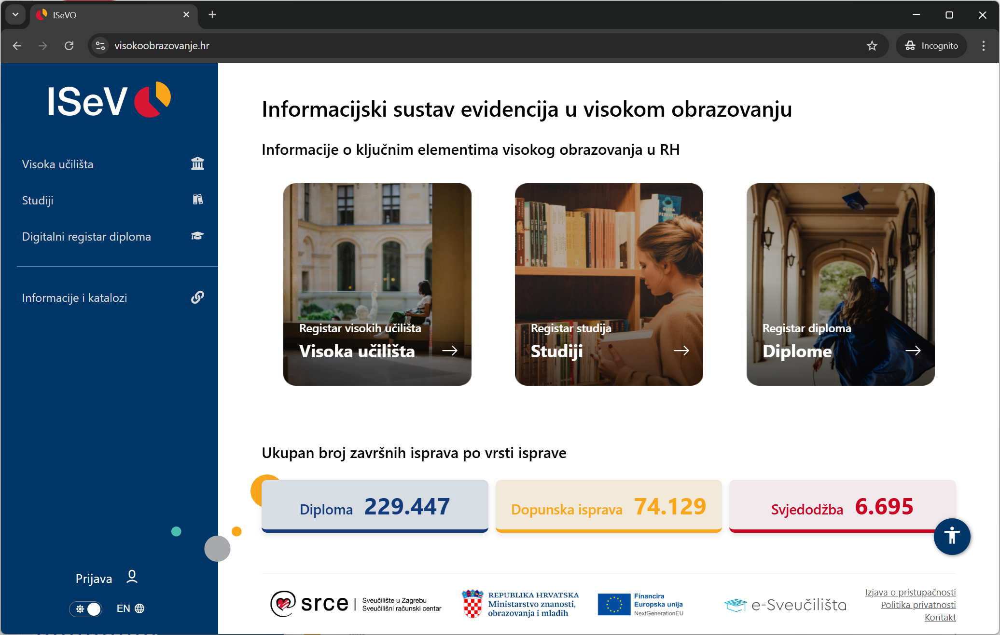 ISeVO
visokoobrazovanje.hr
Incognito
ISeV
Visoka učilišta
Studiji
Digitalni registar diploma
Informacije i katalozi
Prijava
EN
Informacijski sustav evidencija u visokom obrazovanju
Informacije o ključnim elementima visokog obrazovanja u RH
Registar visokih učilišta
Visoka učilišta
ELENA
FERRANTE
Registar studija
Studiji
Registar diploma
Diplome
Ukupan broj završnih isprava po vrsti isprave
Diploma 229.447
Dopunska isprava 74.129
Svjedodžba 6.695
srce
Sveučilište u Zagrebu
Sveučilišni računski centar
REPUBLIKA HRVATSKA
Ministarstvo znanosti,
obrazovanja i mladih
Financira
Europska unija
NextGenerationEU
e-Sveučilišta
Izjava o pristupačnosti
Politika privatnosti
Kontakt